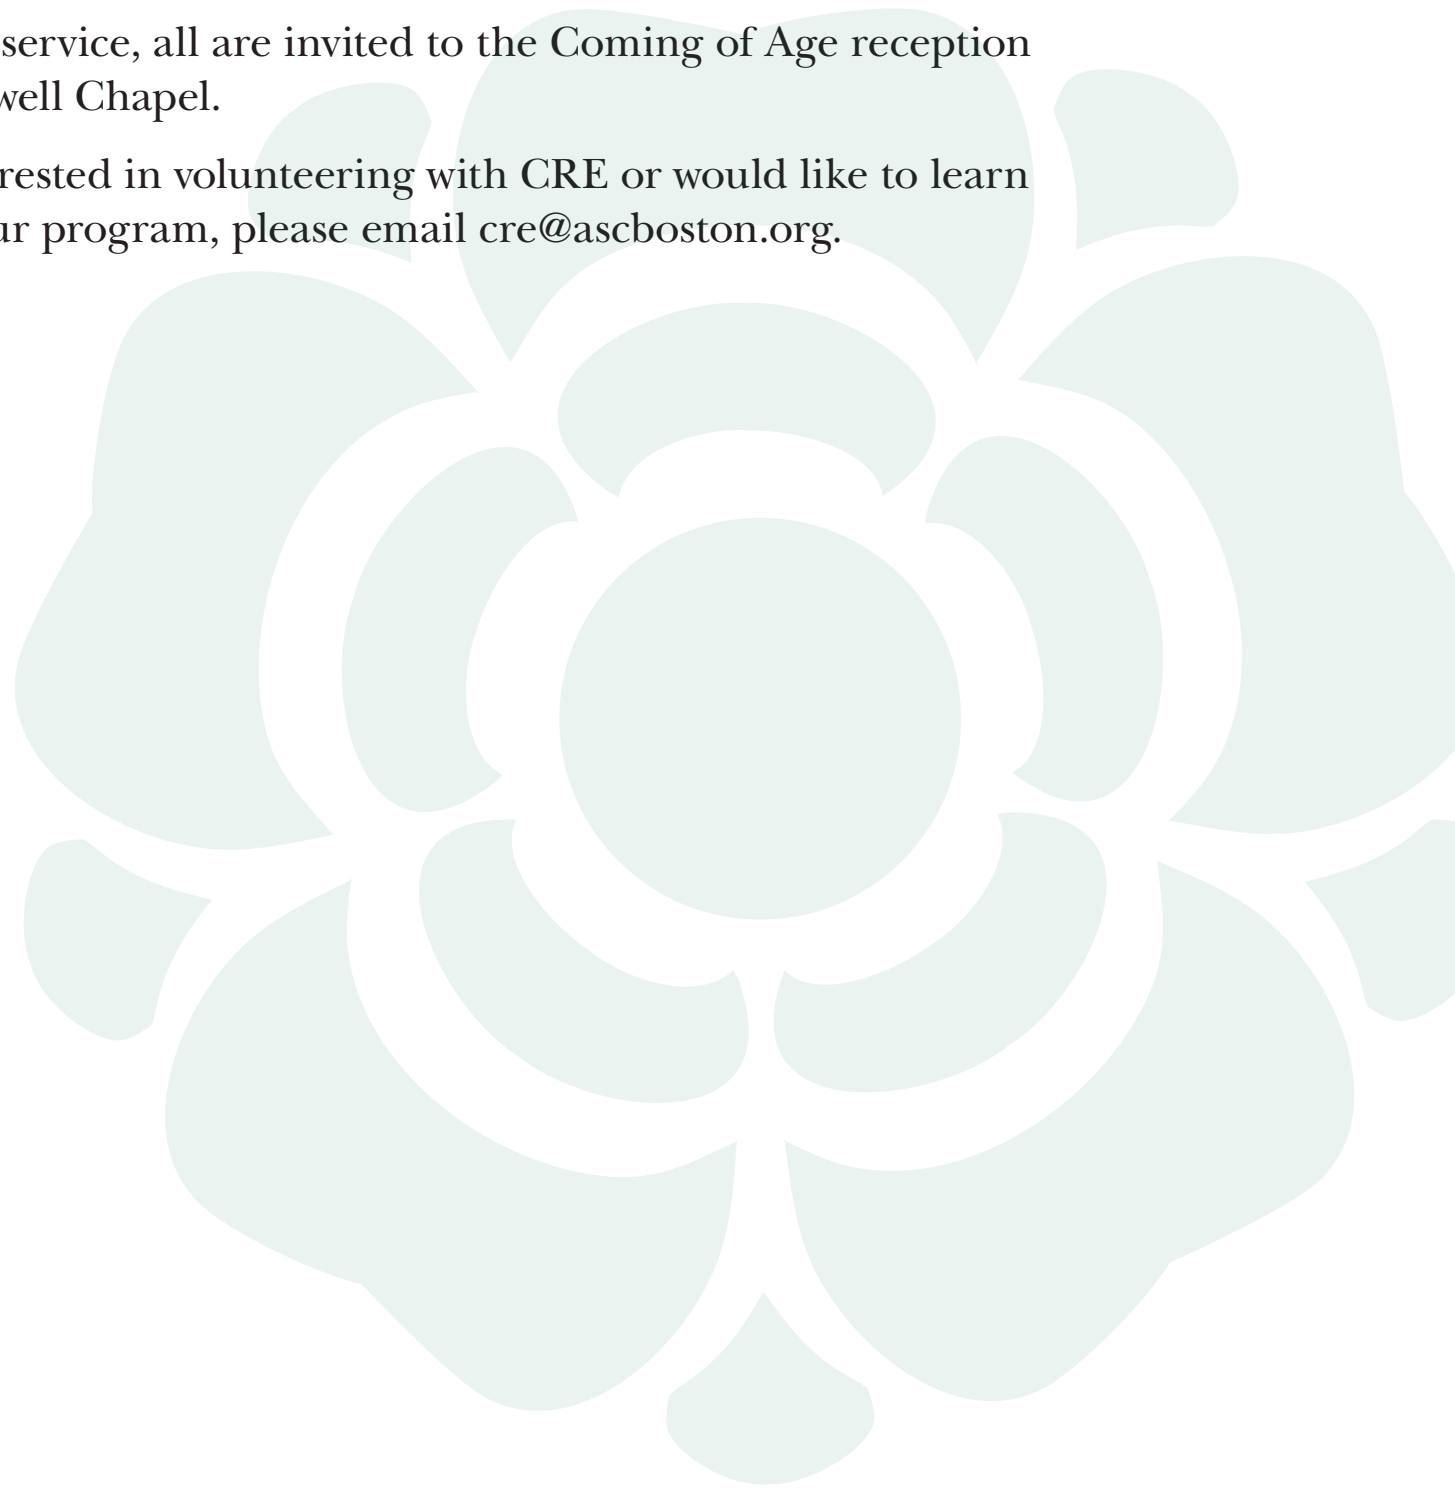 service, all are invited to the Coming of Age reception
well Chapel.
rested in volunteering with CRE or would like to learn
ur program, please email cre@ascboston.org.